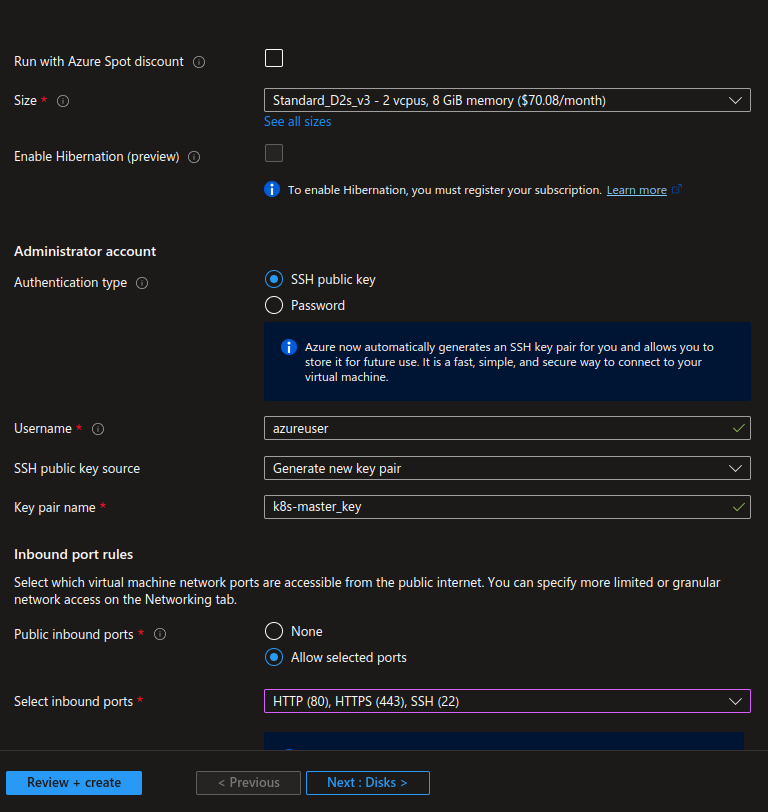 Run with Azure Spot discount
Size *
Standard_D2s_v3 - 2 vcpus, 8 GiB memory ($70.08/month)
See all sizes
Enable Hibernation (preview)
To enable Hibernation, you must register your subscription. Learn more
Administrator account
Authentication type
SSH public key
Password
Azure now automatically generates an SSH key pair for you and allows you to
store it for future use. It is a fast, simple, and secure way to connect to your
virtual machine.
Username *
azureuser
SSH public key source
Generate new key pair
Key pair name *
k8s-master_key
Inbound port rules
Select which virtual machine network ports are accessible from the public internet. You can specify more limited or granular
network access on the Networking tab.
Public inbound ports *
None
Allow selected ports
Select inbound ports *
HTTP (80), HTTPS (443), SSH (22)
Review + create
< Previous
Next : Disks >